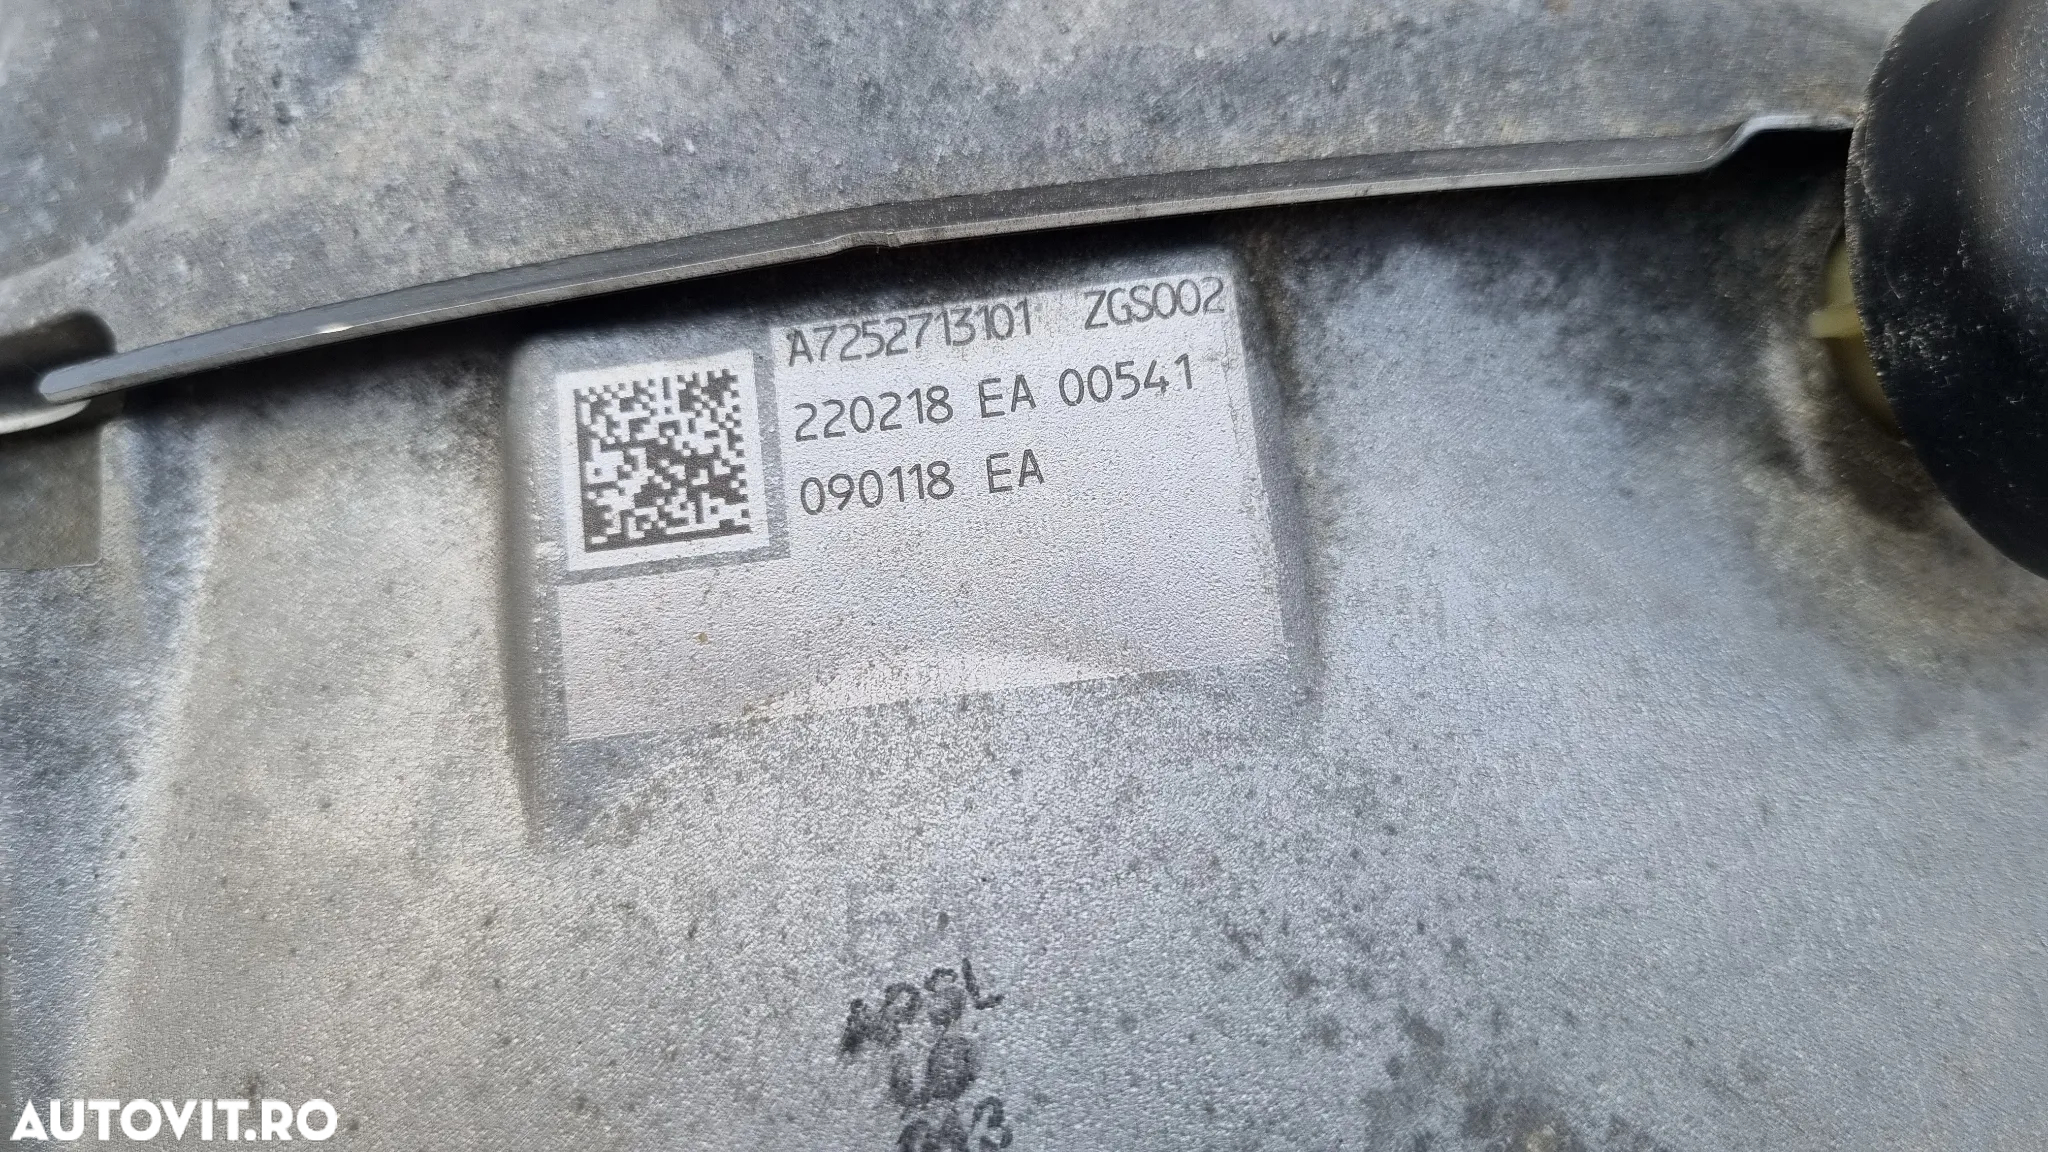 A7252713101 ZGS002
220218 EA 00541
090118 EA
AUTOVIT.RO